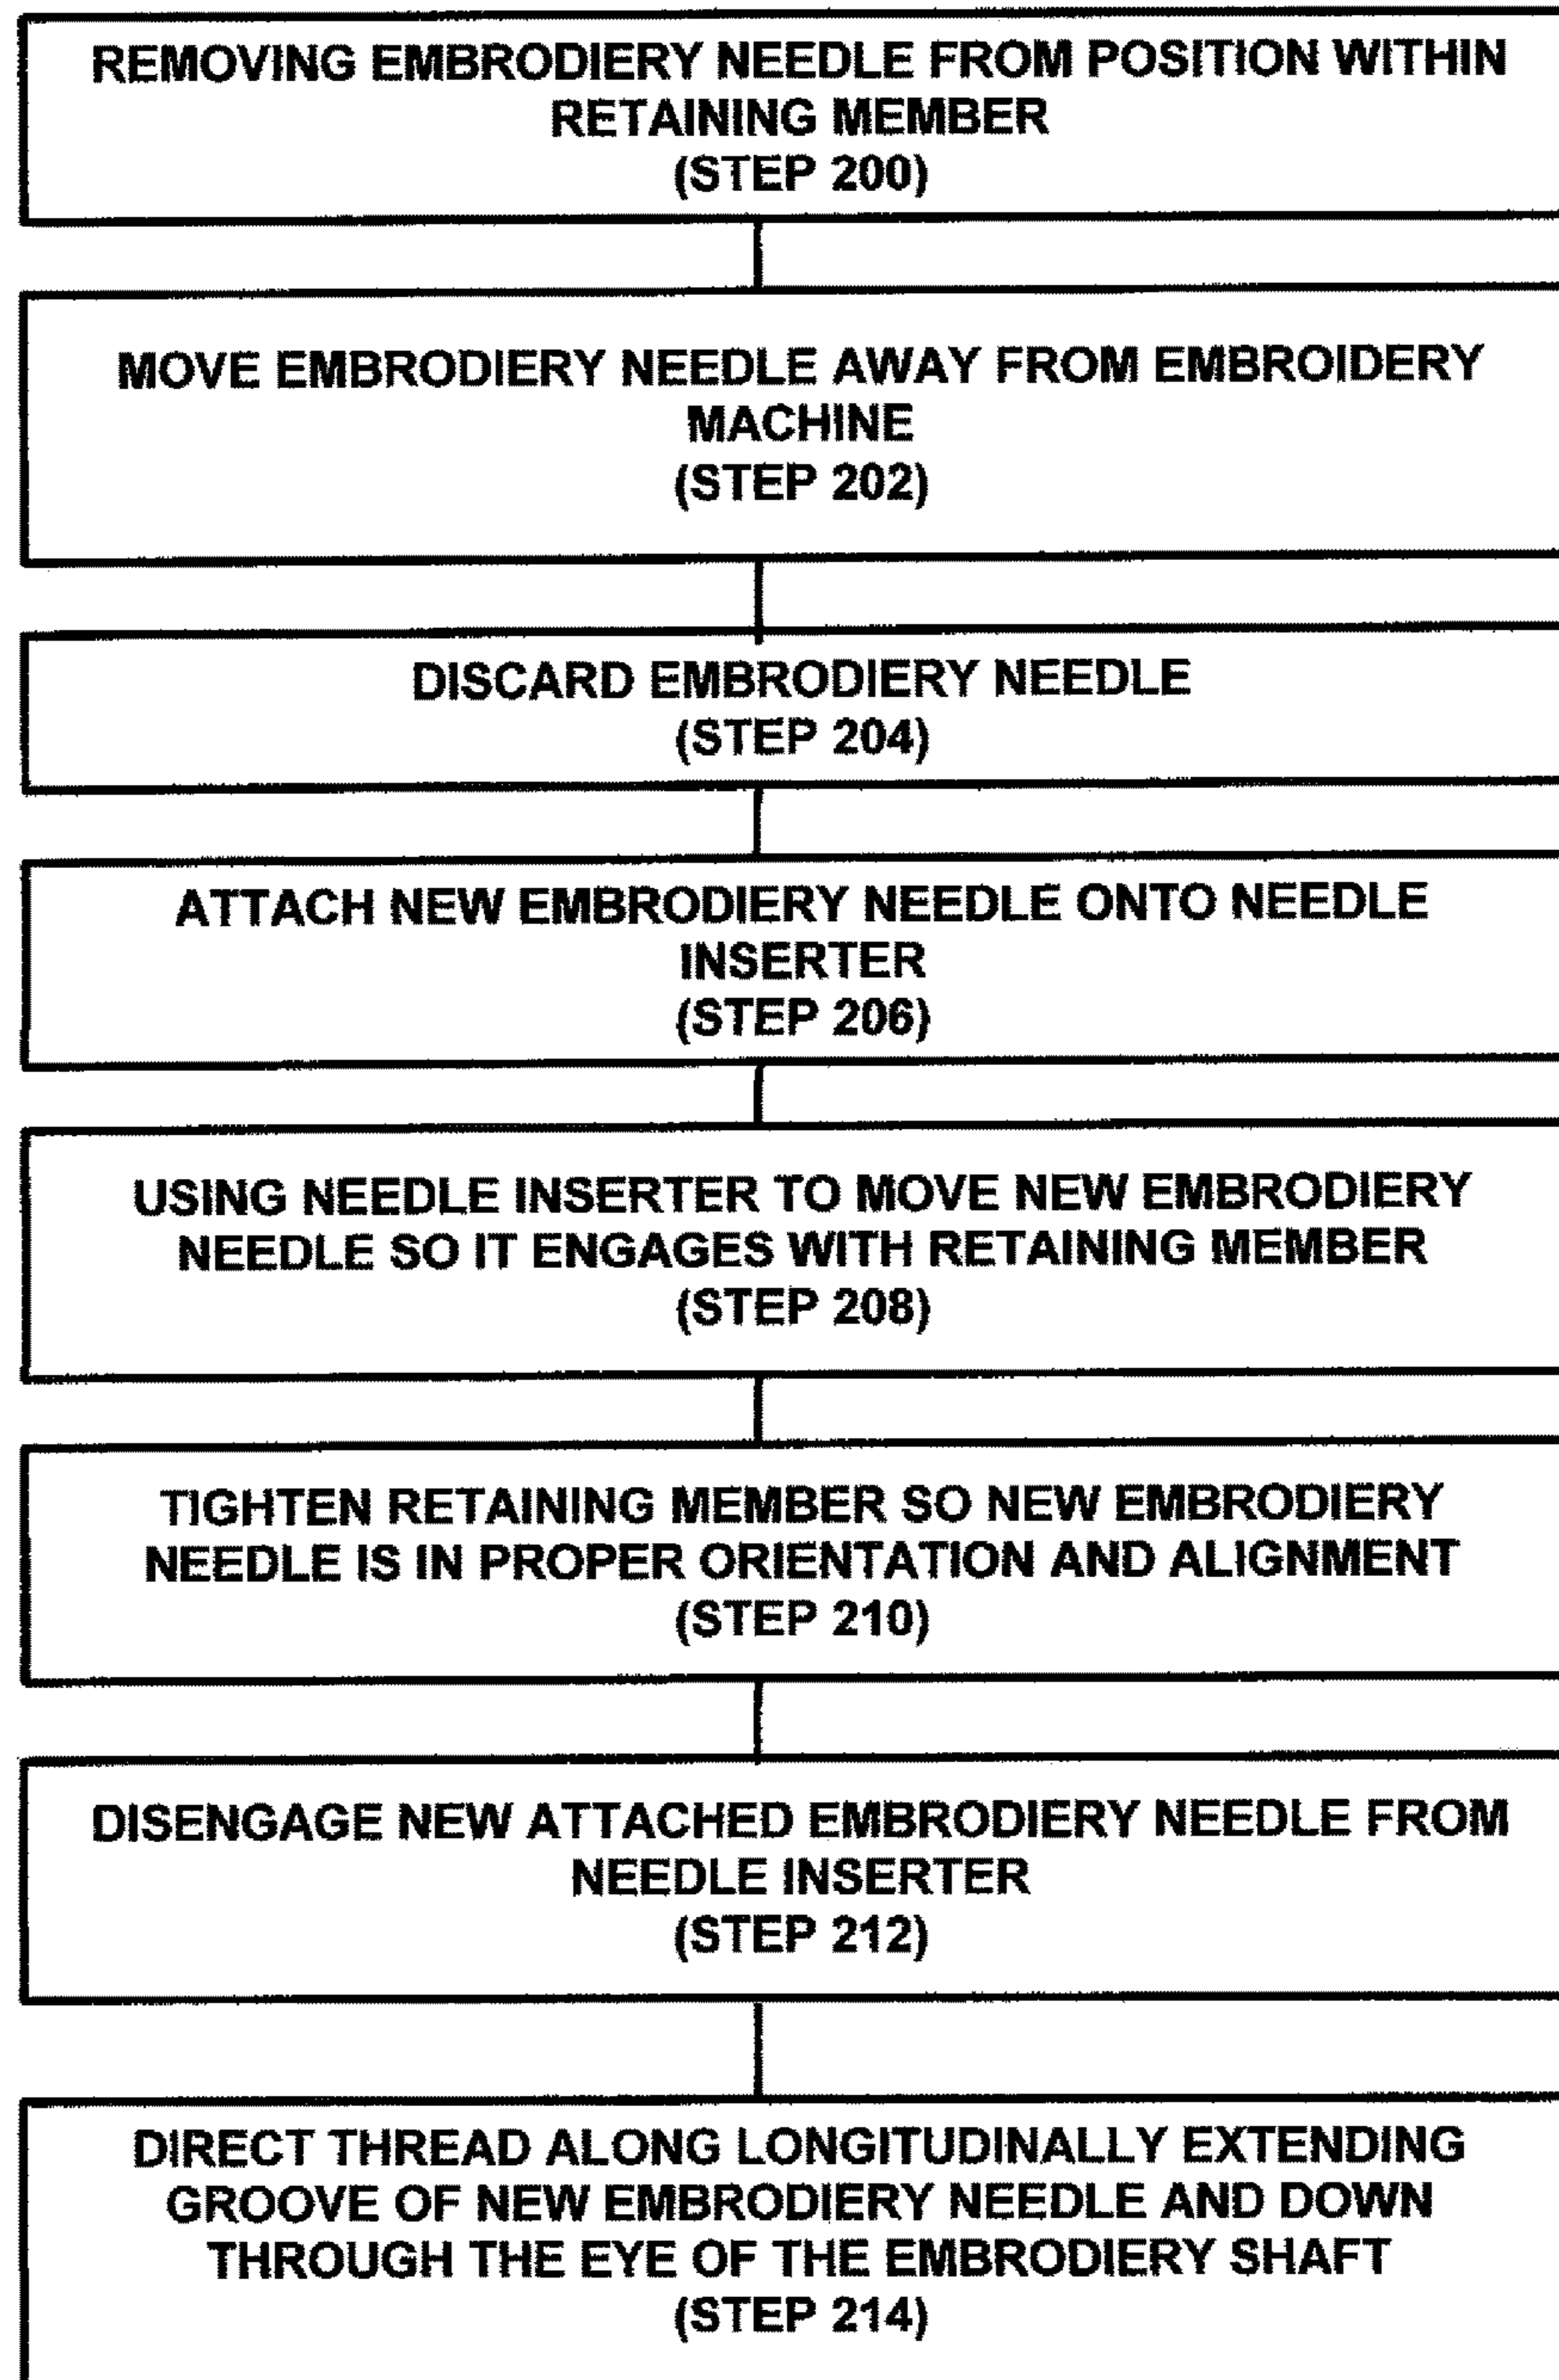 REMOVING EMBRODIERY NEEDLE FROM POSITION WITHIN
RETAINING MEMBER
(STEP 200)
MOVE EMBRODIERY NEEDLE AWAY FROM EMBROIDERY
MACHINE
(STEP 202)
DISCARD EMBRODIERY NEEDLE
(STEP 204)
ATTACH NEW EMBRODIERY NEEDLE ONTO NEEDLE
INSERTER
(STEP 206)
USING NEEDLE INSERTER TO MOVE NEW EMBRODIERY
NEEDLE SO IT ENGAGES WITH RETAINING MEMBER
(STEP 208)
TIGHTEN RETAINING MEMBER SO NEW EMBRODIERY
NEEDLE IS IN PROPER ORIENTATION AND ALIGNMENT
(STEP 210)
DISENGAGE NEW ATTACHED EMBRODIERY NEEDLE FROM
NEEDLE INSERTER
(STEP 212)
DIRECT THREAD ALONG LONGITUDINALLY EXTENDING
GROOVE OF NEW EMBRODIERY NEEDLE AND DOWN
THROUGH THE EYE OF THE EMBRODIERY SHAFT
(STEP 214)